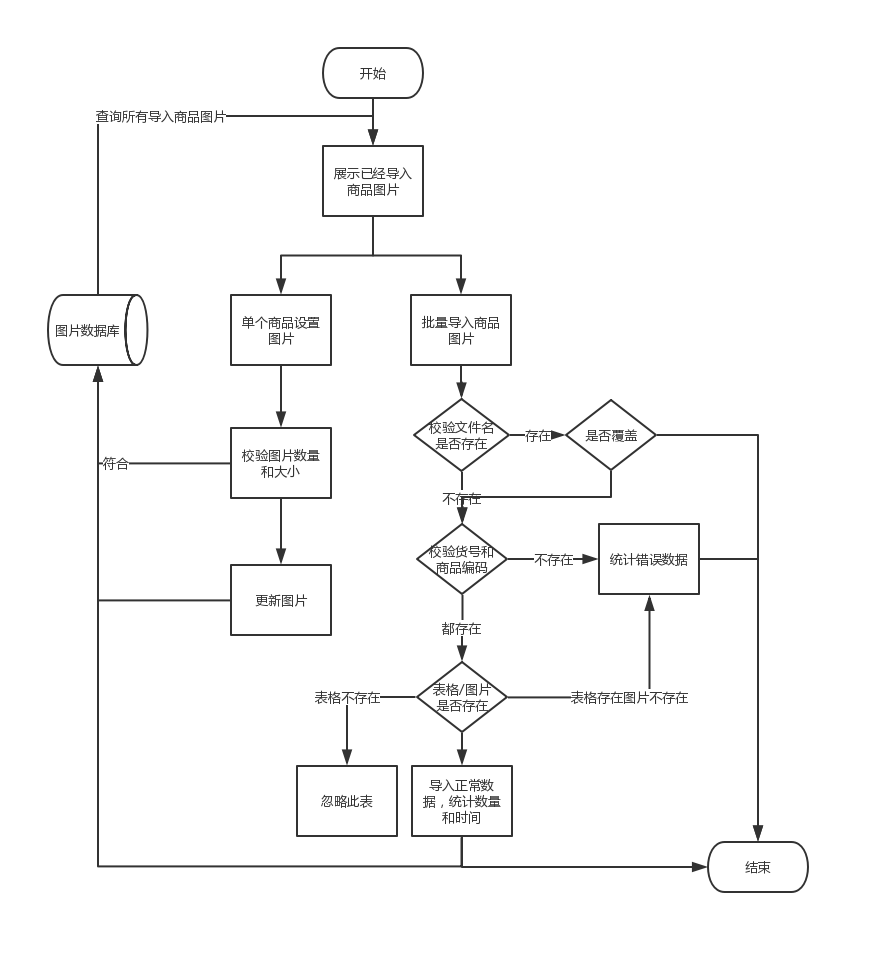 开始
查询所有导入商品图片
展示已经导入
商品图片
图片数据库
单个商品设置
图片
批量导入商品
图片
校验文件名
是否存在
存在
是否覆盖
校验图片数量
和大小
符合
不存在
校验货号和
商品编码
不存在
统计错误数据
更新图片
都存在
表格不存在
表格/图片
是否存在
表格存在图片不存在
忽略此表
导入正常数
据，统计数量
和时间
结束